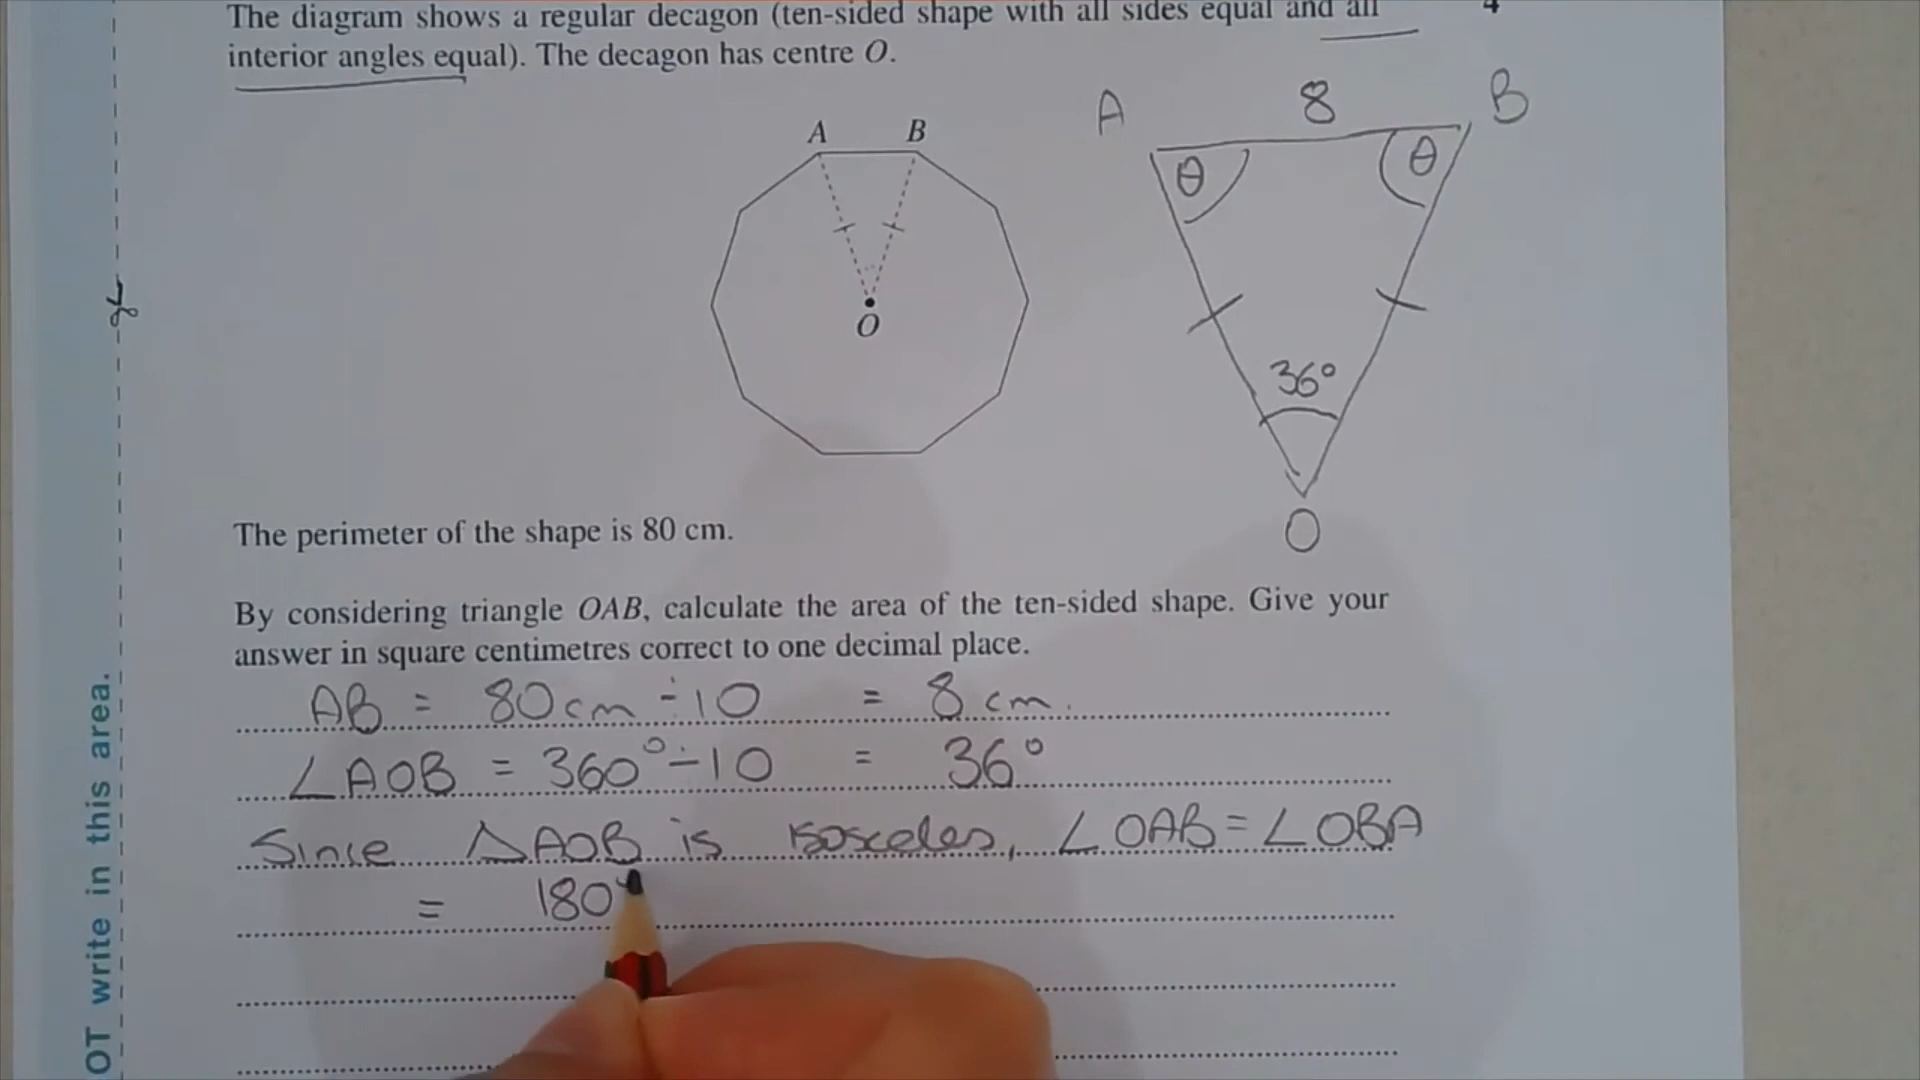 The diagram shows a regular decagon (ten-sided shape with all sides equal and all
interior angles equal). The decagon has centre O.
4
A B
O
A 8 B
θ θ
36°
O
The perimeter of the shape is 80 cm.
By considering triangle OAB, calculate the area of the ten-sided shape. Give your
answer in square centimetres correct to one decimal place.
AB = 80cm ÷ 10 = 8 cm.
∠AOB = 360° ÷ 10 = 36°
Since △AOB is isosceles, ∠OAB = ∠OBA
= 180
OT write in this area.